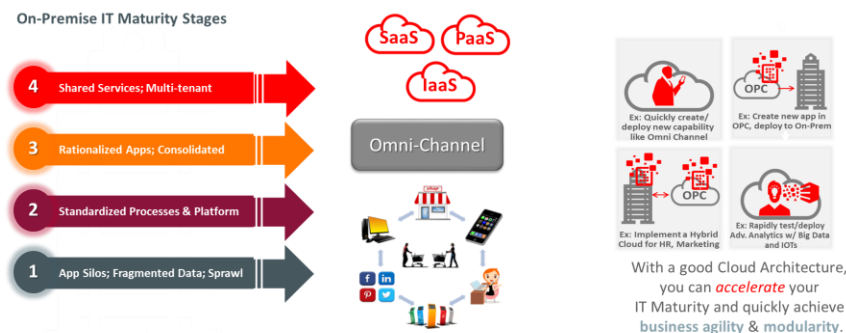 On-Premise IT Maturity Stages
4
Shared Services; Multi-tenant
3
Rationalized Apps; Consolidated
2
Standardized Processes & Platform
1
App Silos; Fragmented Data; Sprawl
SaaS
PaaS
IaaS
Omni-Channel
Ex: Quickly create/
deploy new capability
like Omni Channel
OPC
Ex: Create new app in
OPC, deploy to On-Prem
OPC
Ex: Implement a Hybrid
Cloud for HR, Marketing
Ex: Rapidly test/deploy
Adv. Analytics w/ Big Data
and IOTs
With a good Cloud Architecture,
you can accelerate your
IT Maturity and quickly achieve
business agility & modularity.